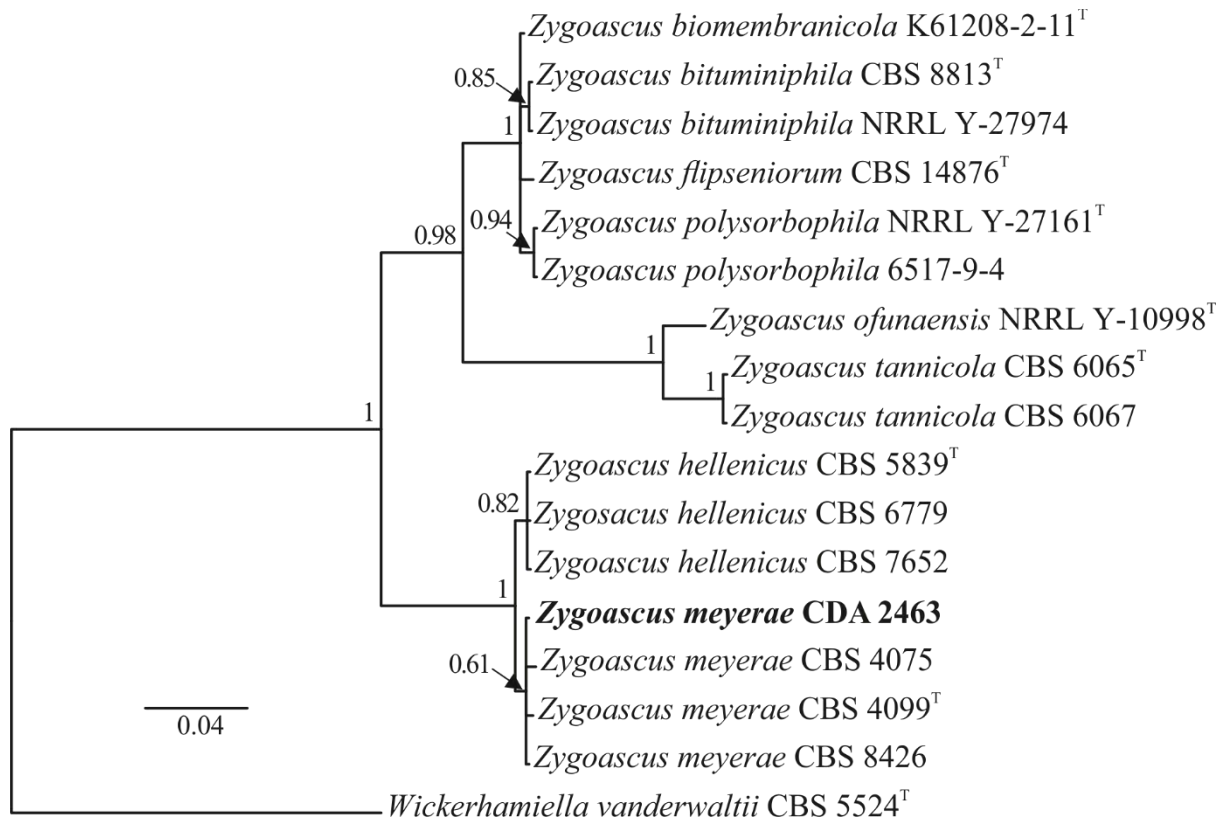 Zygoascus biomembranicola K61208-2-11ᵀ
0.85
Zygoascus bituminiphila CBS 8813ᵀ
1
Zygoascus bituminiphila NRRL Y-27974
Zygoascus flipseniorum CBS 14876ᵀ
0.98
0.94
Zygoascus polysorbophila NRRL Y-27161ᵀ
Zygoascus polysorbophila 6517-9-4
Zygoascus ofunaensis NRRL Y-10998ᵀ
1
Zygoascus tannicola CBS 6065ᵀ
1
Zygoascus tannicola CBS 6067
1
Zygoascus hellenicus CBS 5839ᵀ
0.82
Zygosacus hellenicus CBS 6779
Zygoascus hellenicus CBS 7652
1
Zygoascus meyerae CDA 2463
0.61
Zygoascus meyerae CBS 4075
Zygoascus meyerae CBS 4099ᵀ
0.04
Zygoascus meyerae CBS 8426
Wickerhamiella vanderwaltii CBS 5524ᵀ